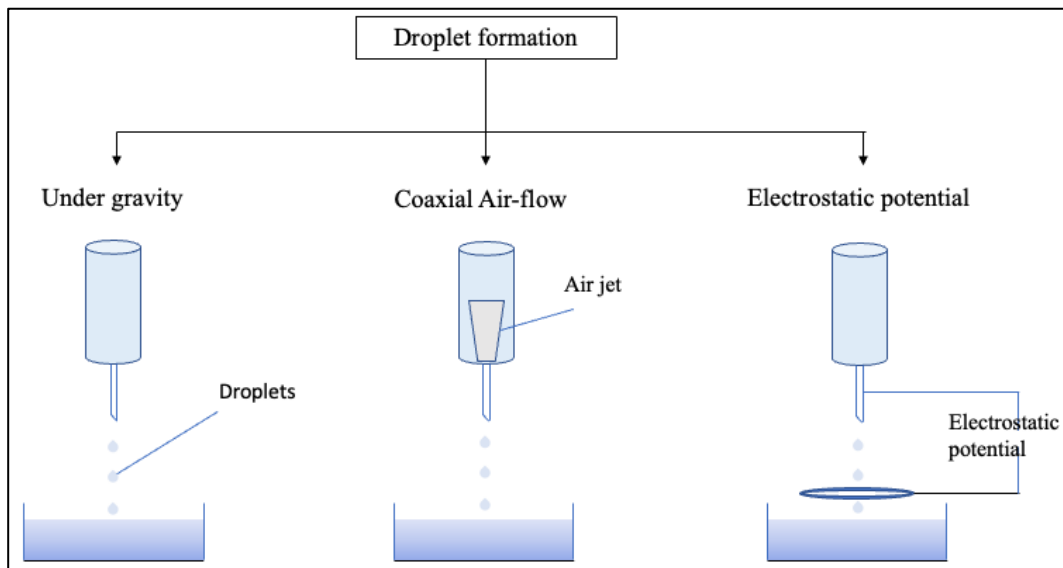 Droplet formation
Under gravity
Coaxial Air-flow
Electrostatic potential
Air jet
Droplets
Electrostatic
potential